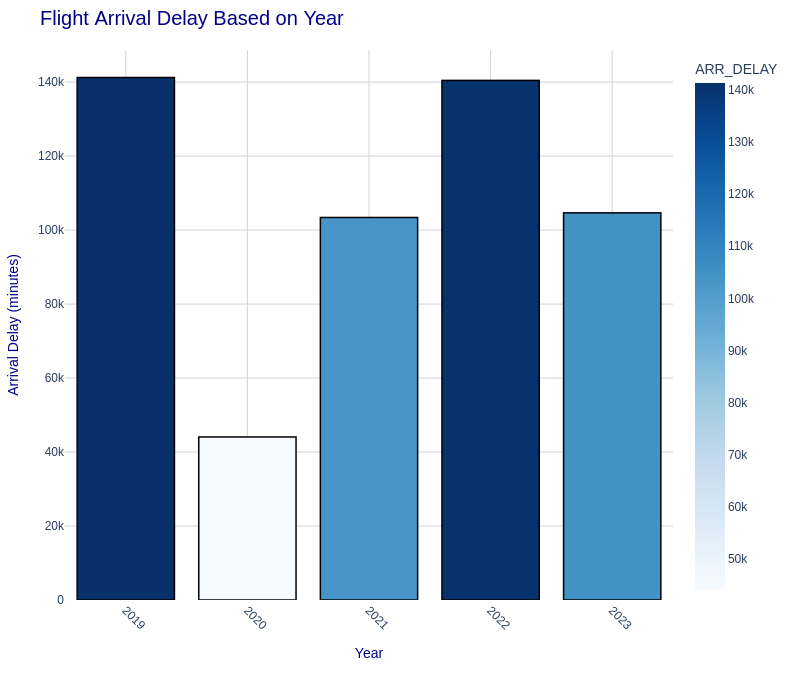 Flight Arrival Delay Based on Year
ARR_DELAY
Arrival Delay (minutes)
140k
120k
100k
80k
60k
40k
20k
0
2019
2020
2021
2022
2023
Year
140k
130k
120k
110k
100k
90k
80k
70k
60k
50k